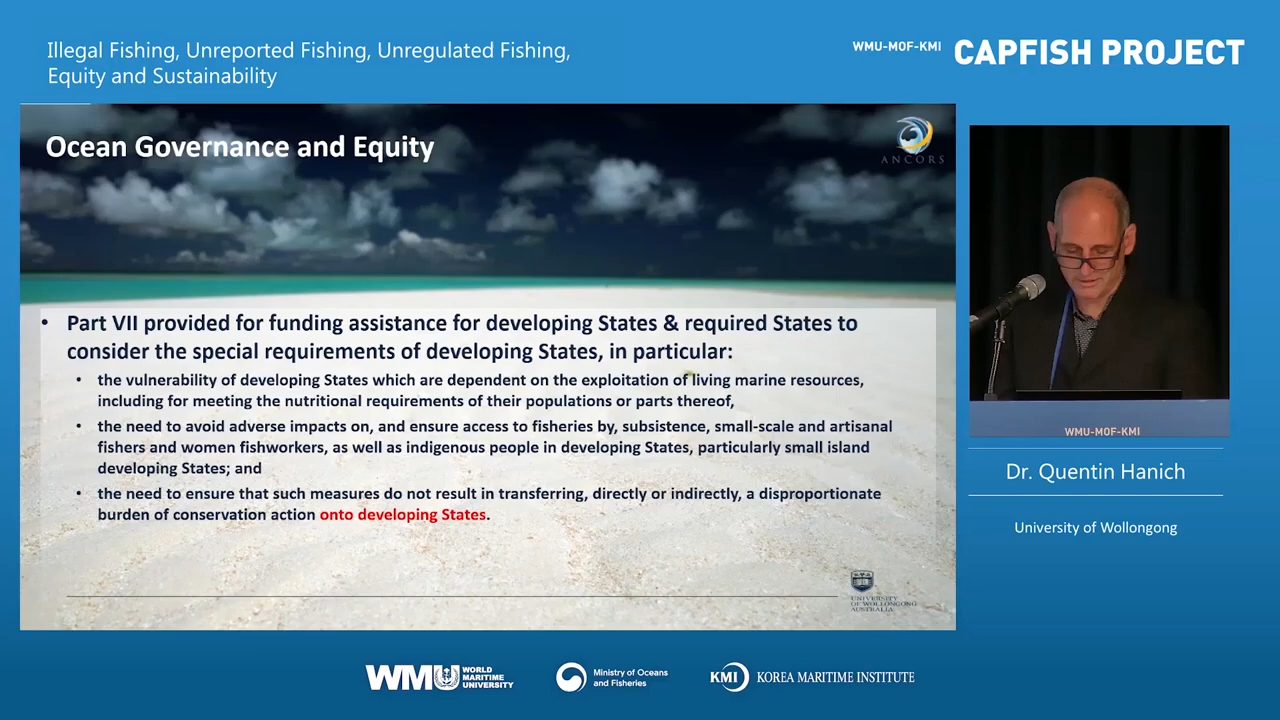 Illegal Fishing, Unreported Fishing, Unregulated Fishing,
Equity and Sustainability
WMU-MOF-KMI CAPFISH PROJECT
Ocean Governance and Equity
ANCORS
• Part VII provided for funding assistance for developing States & required States to
consider the special requirements of developing States, in particular:
• the vulnerability of developing States which are dependent on the exploitation of living marine resources,
including for meeting the nutritional requirements of their populations or parts thereof,
• the need to avoid adverse impacts on, and ensure access to fisheries by, subsistence, small-scale and artisanal
fishers and women fishworkers, as well as indigenous people in developing States, particularly small island
developing States; and
• the need to ensure that such measures do not result in transferring, directly or indirectly, a disproportionate
burden of conservation action onto developing States.
UNIVERSITY
OF WOLLONGONG
AUSTRALIA
WMU-MOF-KMI
Dr. Quentin Hanich
University of Wollongong
WMU WORLD
MARITIME
UNIVERSITY
Ministry of Oceans
and Fisheries
KMI KOREA MARITIME INSTITUTE